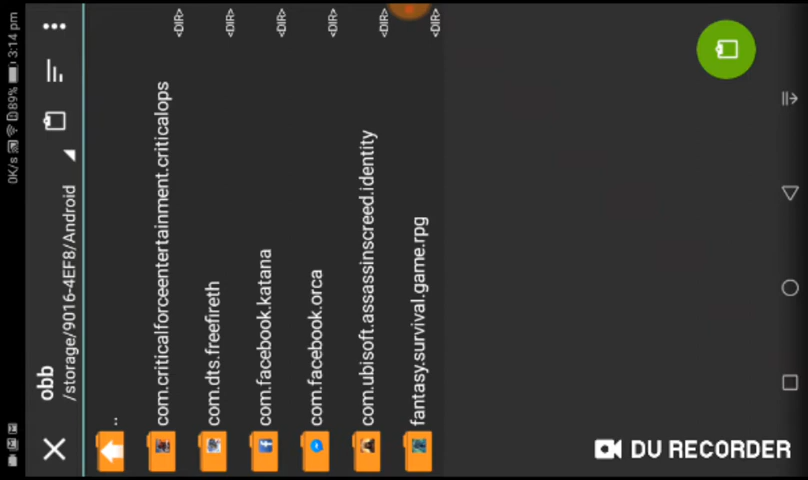 0K/s 89% 3:14 pm
obb
/storage/9016-4EF8/Android
..
com.criticalforceentertainment.criticalops <DIR>
com.dts.freefireth <DIR>
com.facebook.katana <DIR>
com.facebook.orca <DIR>
com.ubisoft.assassinscreed.identity <DIR>
fantasy.survival.game.rpg <DIR>
DU RECORDER